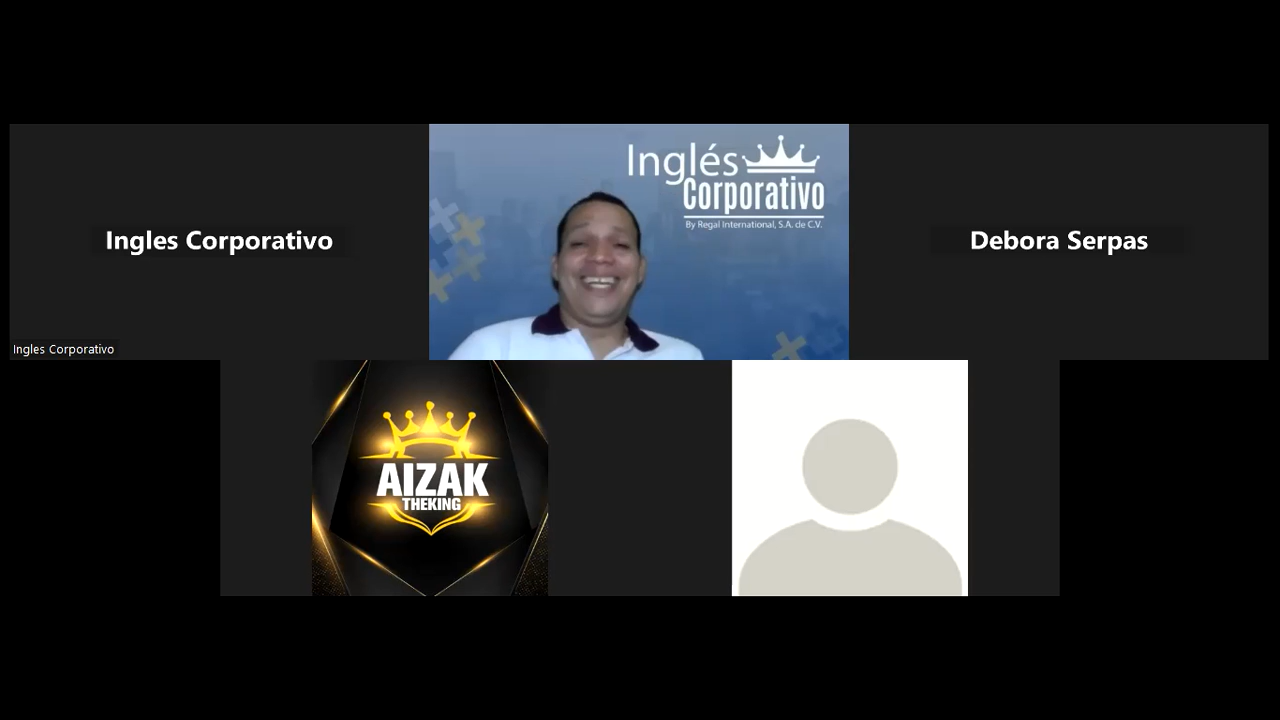 Ingles Corporativo
Ingles Corporativo
Inglés
Corporativo
By Regal International, S.A. de C.V.
Debora Serpas
AIZAK
THEKING